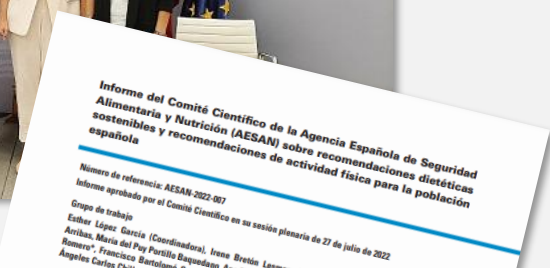 Informe del Comité Científico de la Agencia Española de Seguridad
Alimentaria y Nutrición (AESAN) sobre recomendaciones dietéticas
sostenibles y recomendaciones de actividad física para la población
española
Número de referencia: AESAN-2022-007
Informe aprobado por el Comité Científico en su sesión plenaria de 27 de julio de 2022
Grupo de trabajo
Esther López García (Coordinadora), Irene Bretón
Arribas, María del Puy Portillo Baquedano,
Romero*, Francisco Bartolomé
Ángeles Carlos